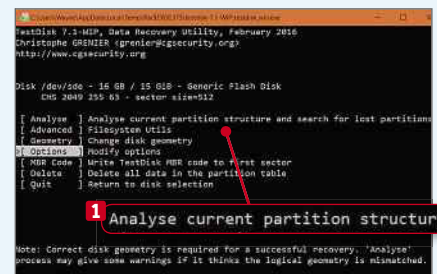 TestDisk 7.1-WIP, Data Recovery Utility, February 2016
Christophe GRENIER <grenier@cgsecurity.org>
http://www.cgsecurity.org
Disk /dev/sdc - 16 GB / 15 GiB - Generic Flash Disk
CHS 2049 255 63 - sector size=512
[ Analyse ] Analyse current partition structure and search for lost partitions
[ Advanced ] Filesystem Utils
[ Geometry ] Change disk geometry
>[ Options ] Modify options
[ MBR Code ] Write TestDisk MBR code to first sector
[ Delete ] Delete all data in the partition table
[ Quit ] Return to disk selection
1 Analyse current partition structur
Note: Correct disk geometry is required for a successful recovery. 'Analyse'
process may give some warnings if it thinks the logical geometry is mismatched.